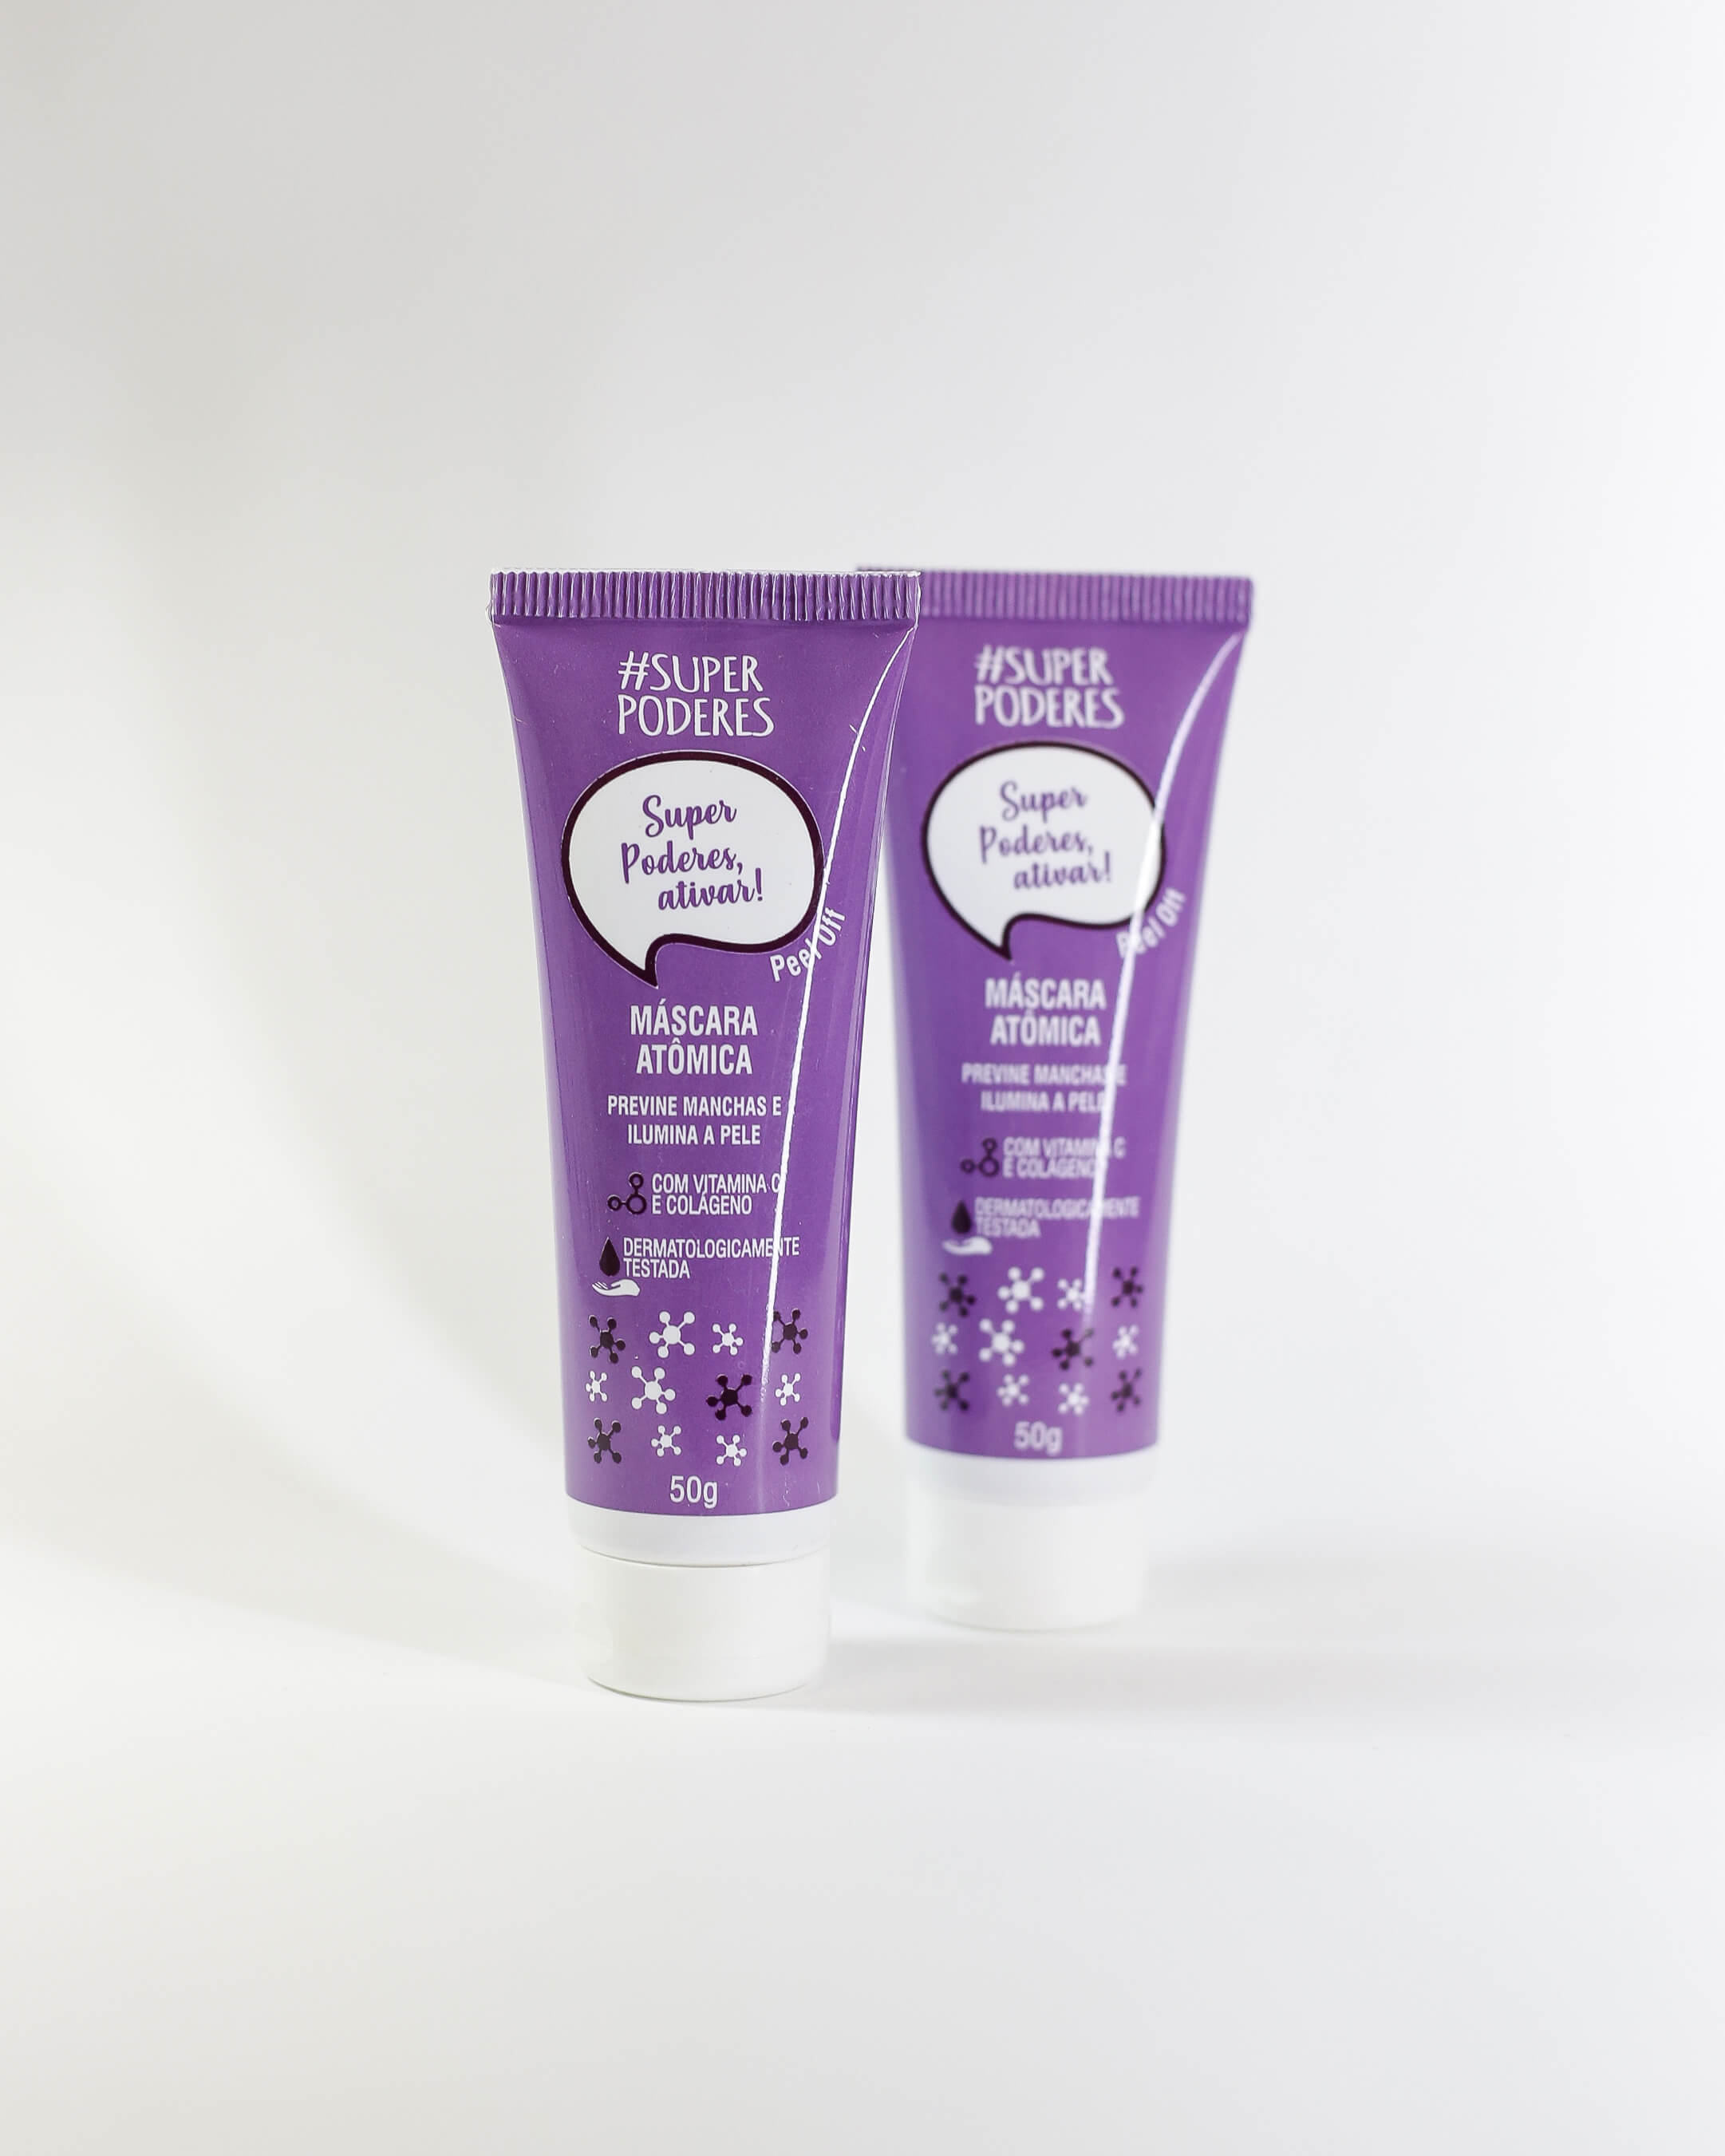 #SUPER
PODERES
Super
Poderes,
ativar!
Peel Off
MÁSCARA
ATÔMICA
PREVINE MANCHAS E
ILUMINA A PELE
COM VITAMINA C
E COLÁGENO
DERMATOLOGICAMENTE
TESTADA
50g
#SUPER
PODERES
Super
Poderes,
ativar!
Peel Off
MÁSCARA
ATÔMICA
PREVINE MANCHAS E
ILUMINA A PELE
COM VITAMINA C
E COLÁGENO
DERMATOLOGICAMENTE
TESTADA
50g